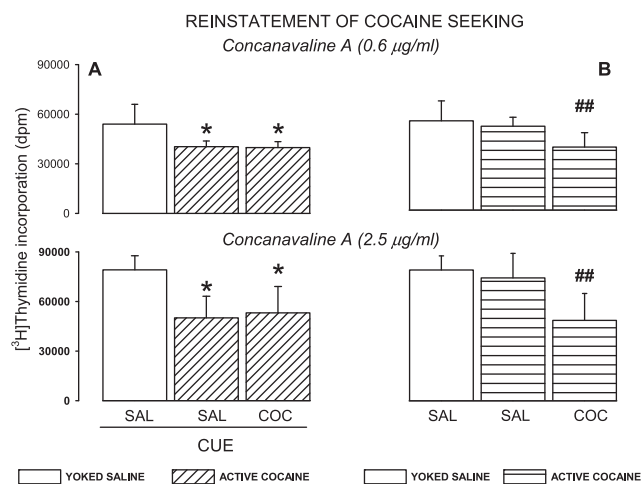 REINSTATEMENT OF COCAINE SEEKING
Concanavaline A (0.6 μg/ml)
A
B
[³H]Thymidine incorporation (dpm)
90000
60000
30000
0
*
*
##
Concanavaline A (2.5 μg/ml)
90000
60000
30000
0
*
*
##
SAL SAL COC
SAL SAL COC
CUE
YOKED SALINE ACTIVE COCAINE YOKED SALINE ACTIVE COCAINE